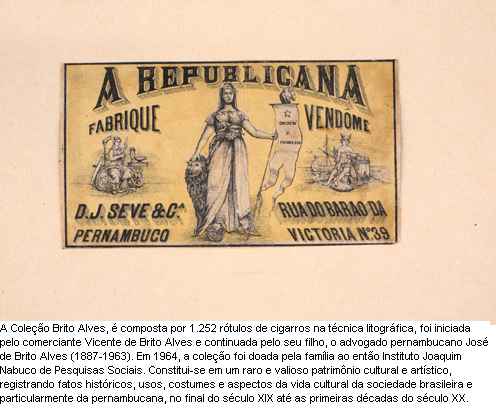 A REPUBLICANA
FABRIQUE
VENDOME
D.J. SEVE & C.ª
PERNAMBUCO
RUA DO BARAO DA
VICTORIA Nº 39
A Coleção Brito Alves, é composta por 1.252 rótulos de cigarros na técnica litográfica, foi iniciada
pelo comerciante Vicente de Brito Alves e continuada pelo seu filho, o advogado pernambucano José
de Brito Alves (1887-1963). Em 1964, a coleção foi doada pela família ao então Instituto Joaquim
Nabuco de Pesquisas Sociais. Constitui-se em um raro e valioso patrimônio cultural e artístico,
registrando fatos históricos, usos, costumes e aspectos da vida cultural da sociedade brasileira e
particularmente da pernambucana, no final do século XIX até as primeiras décadas do século XX.